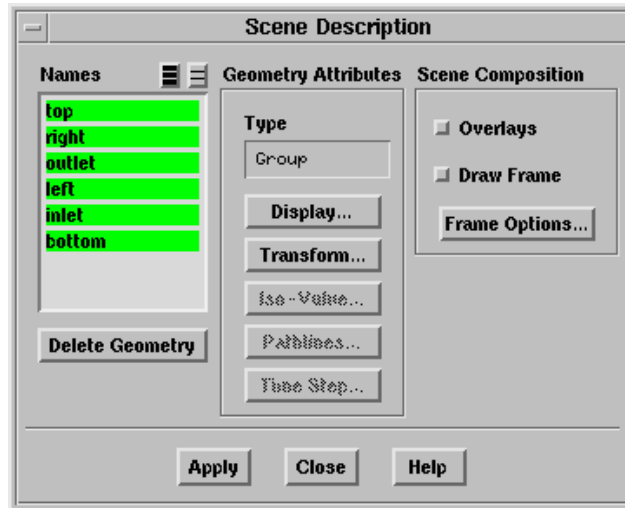 Scene Description
Names
top
right
outlet
left
inlet
bottom
Delete Geometry
Geometry Attributes
Type
Group
Display...
Transform...
Iso-Value...
Pathlines...
Time Step...
Scene Composition
Overlays
Draw Frame
Frame Options...
Apply
Close
Help